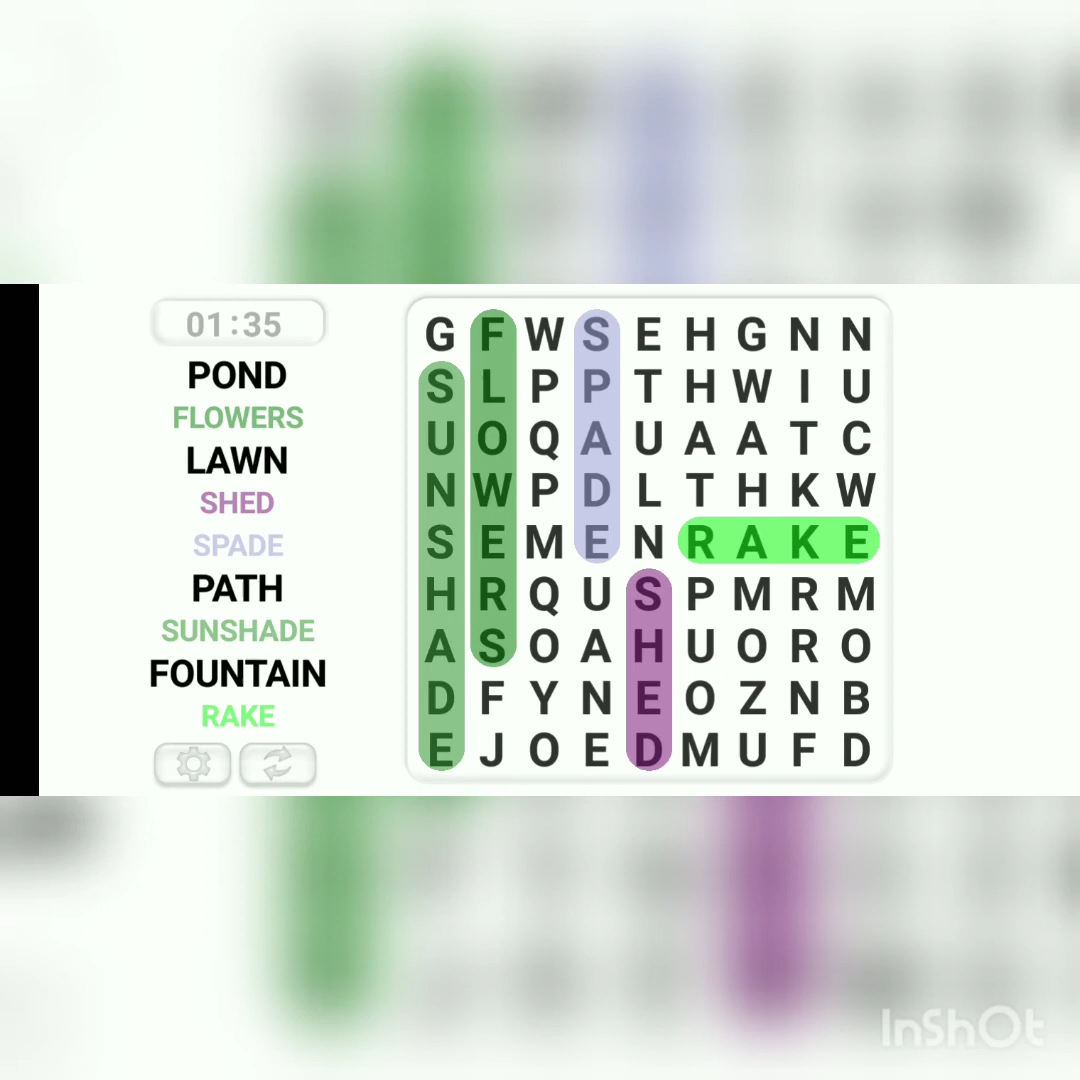 01:35
POND
FLOWERS
LAWN
SHED
SPADE
PATH
SUNSHADE
FOUNTAIN
RAKE
G F W S E H G N N
S L P P T H W I U
U O Q A U A A T C
N W P D L T H K W
S E M E N R A K E
H R Q U S P M R M
A S O A H U O R O
D F Y N E O Z N B
E J O E D M U F D
InShOt